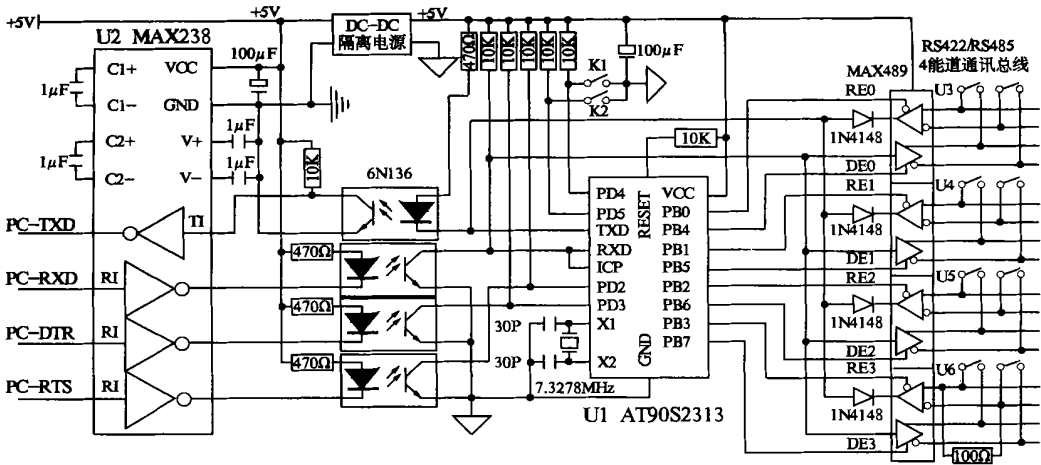 +5V
+5V
DC-DC
隔离电源
+5V
U2 MAX238
100μF
C1+
VCC
1μF
C1-
GND
C2+
V+
1μF
1μF
C2-
V-
1μF
10K
6N136
PC-TXD
TI
PC-RXD
RI
470Ω
PC-DTR
RI
470Ω
PC-RTS
RI
470Ω
470Ω
10K
10K
10K
10K
10K
K1
K2
100μF
10K
PD4
VCC
PD5
RESET
PB0
TXD
PB4
RXD
PB1
ICP
PB5
PD2
PB2
PD3
PB6
X1
PB3
X2
GND
PB7
30P
30P
7.3278MHz
U1 AT90S2313
RS422/RS485
4能道通讯总线
MAX489
RE0
U3
1N4148
DE0
RE1
U4
1N4148
DE1
RE2
U5
1N4148
DE2
RE3
U6
1N4148
DE3
100Ω